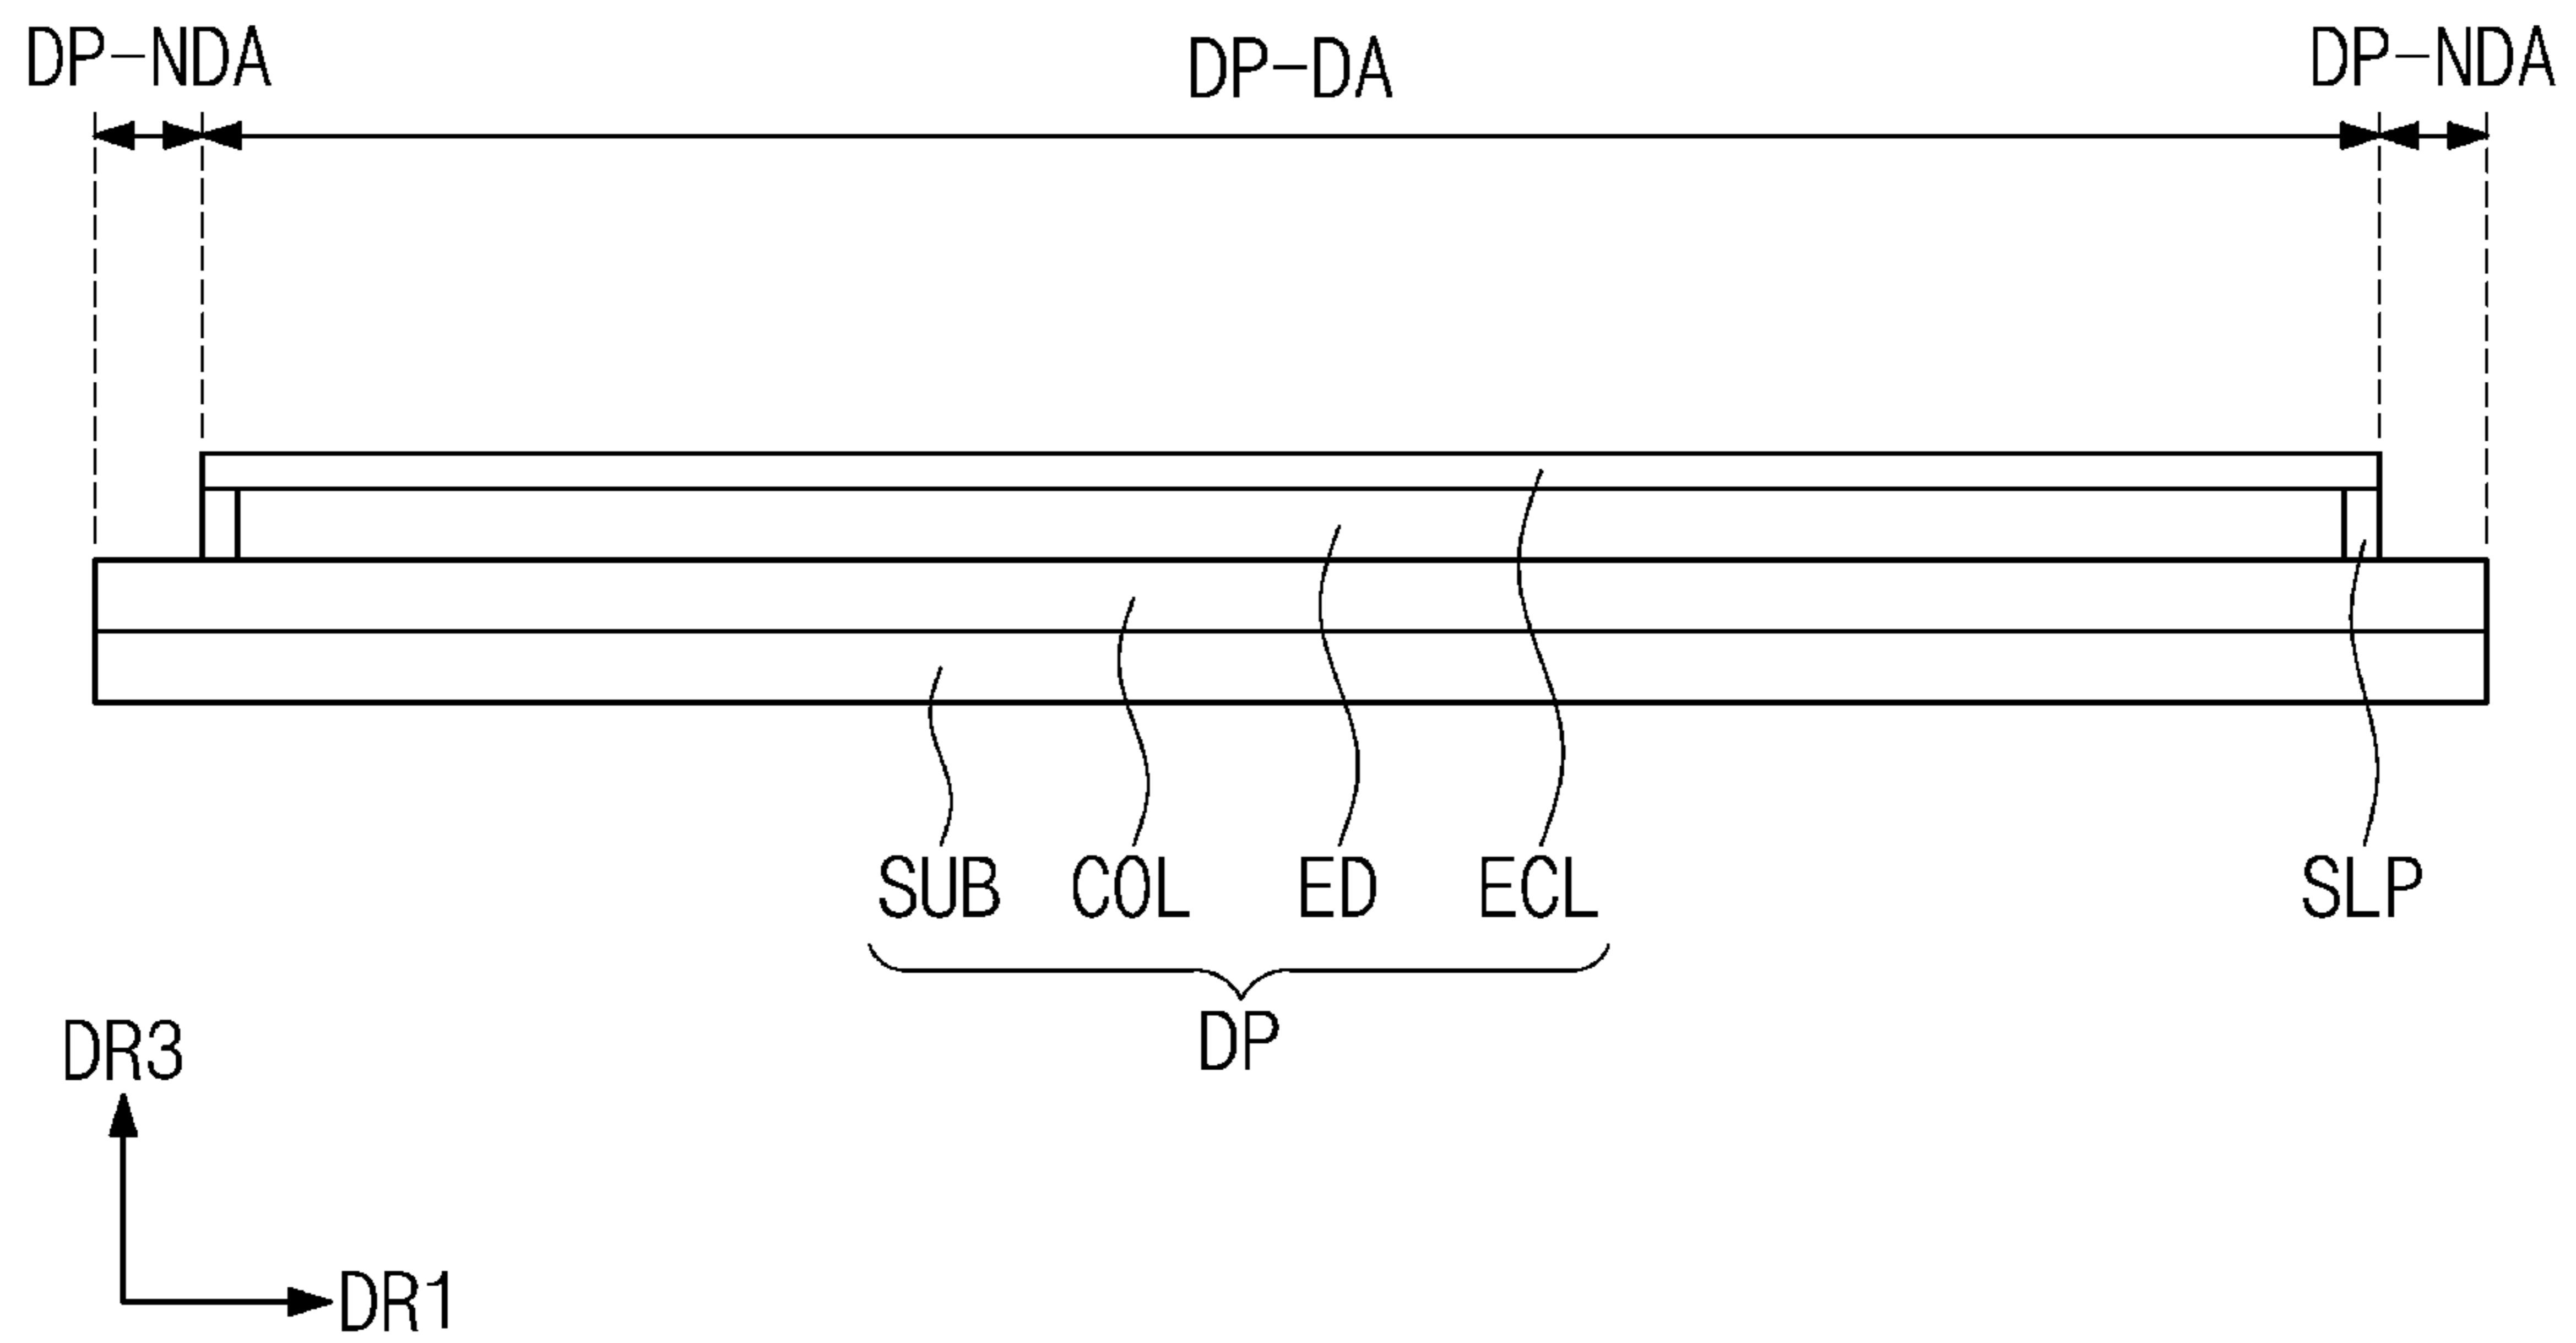 DP-NDA DP-DA DP-NDA
SUB COL ED ECL SLP
DP
DR3
DR1